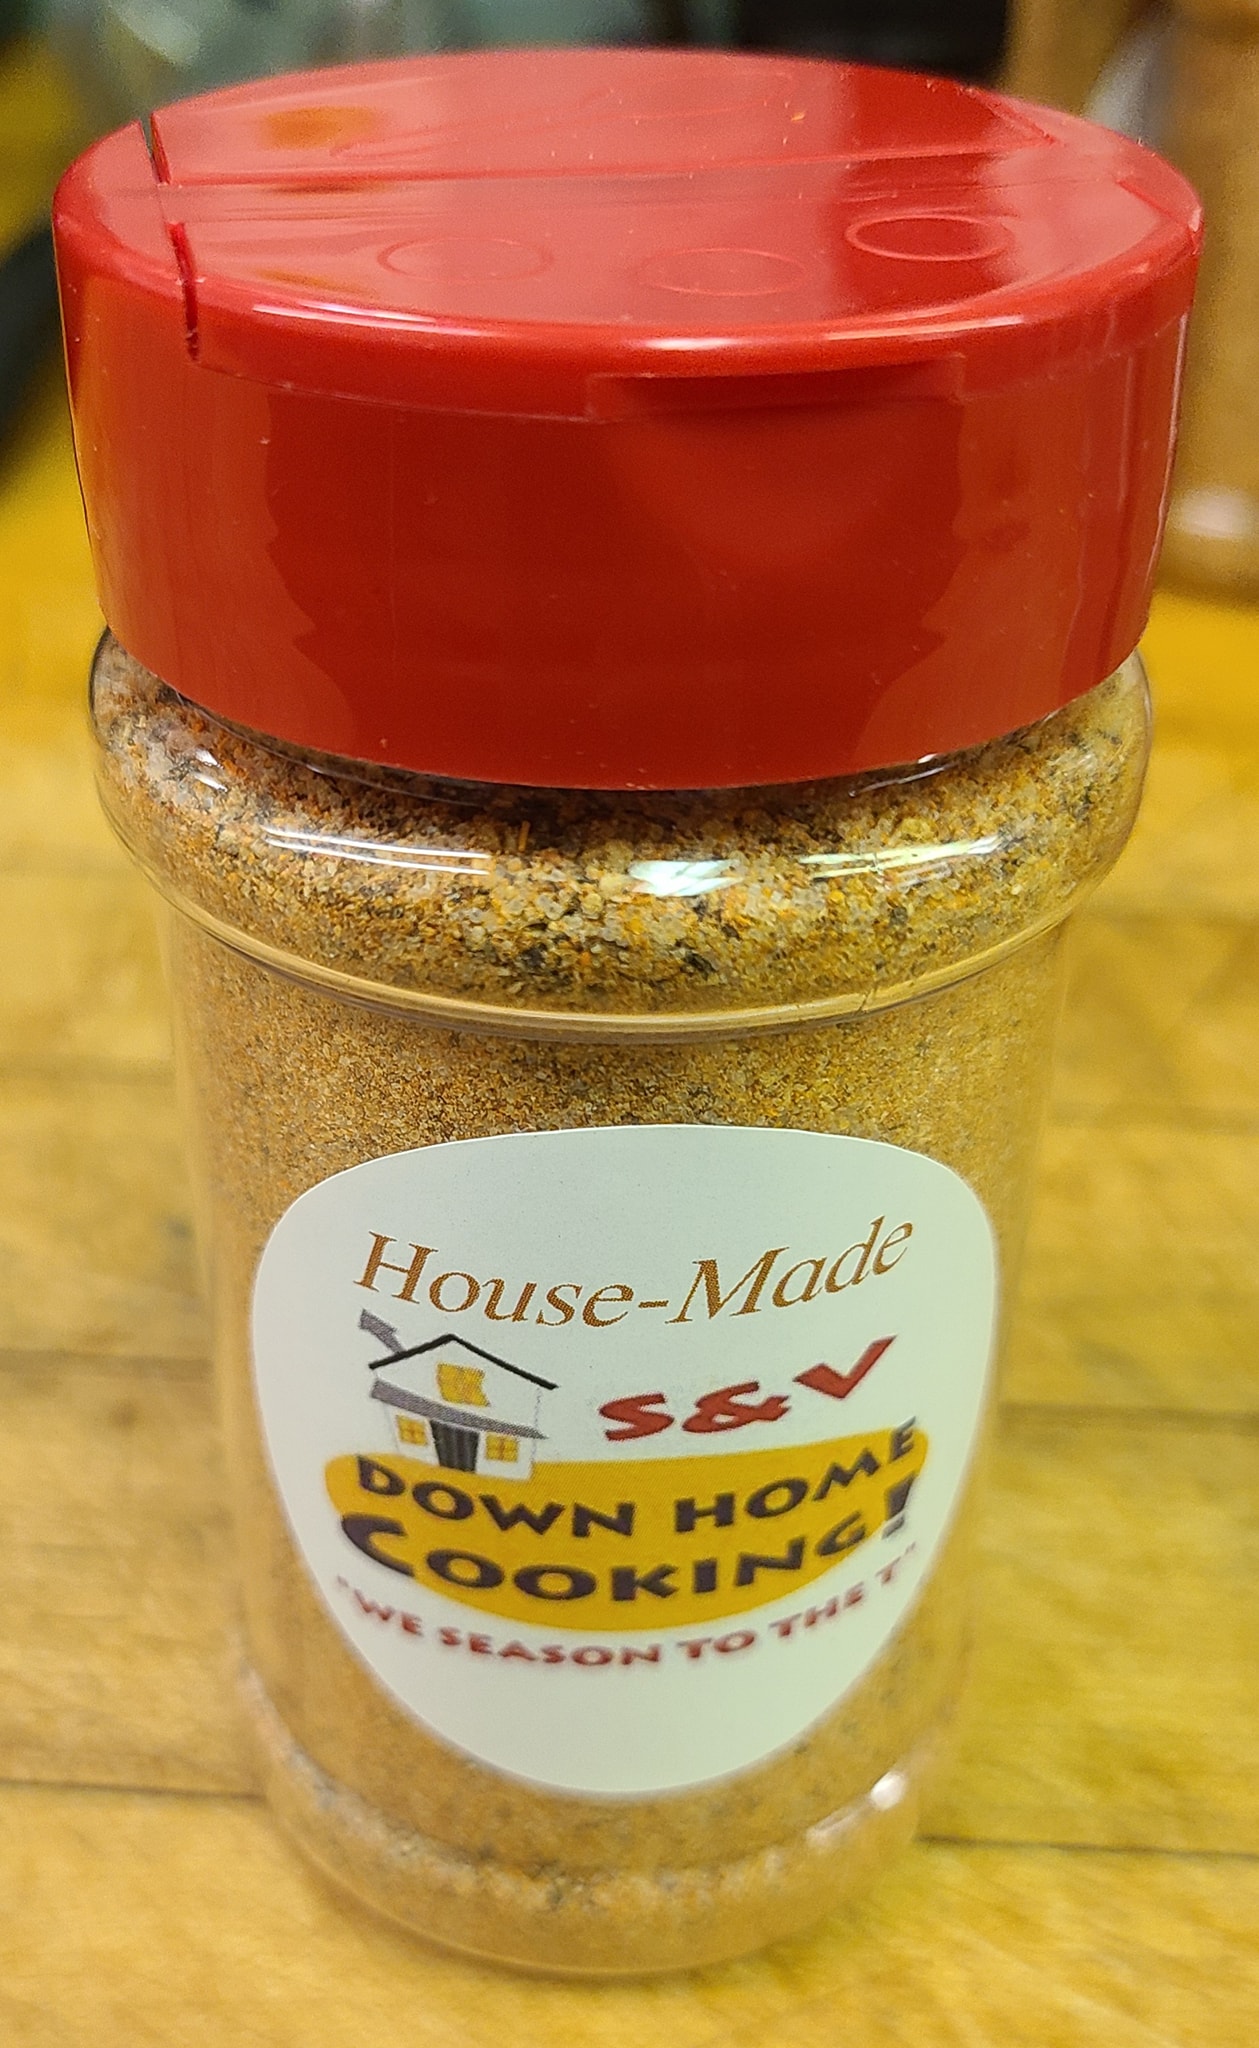 House-Made
S&V
DOWN HOME
COOKING!
"WE SEASON TO THE T"